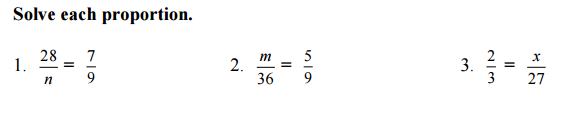 Solve each proportion.
1. 28/n = 7/9
2. m/36 = 5/9
3. 2/3 = x/27